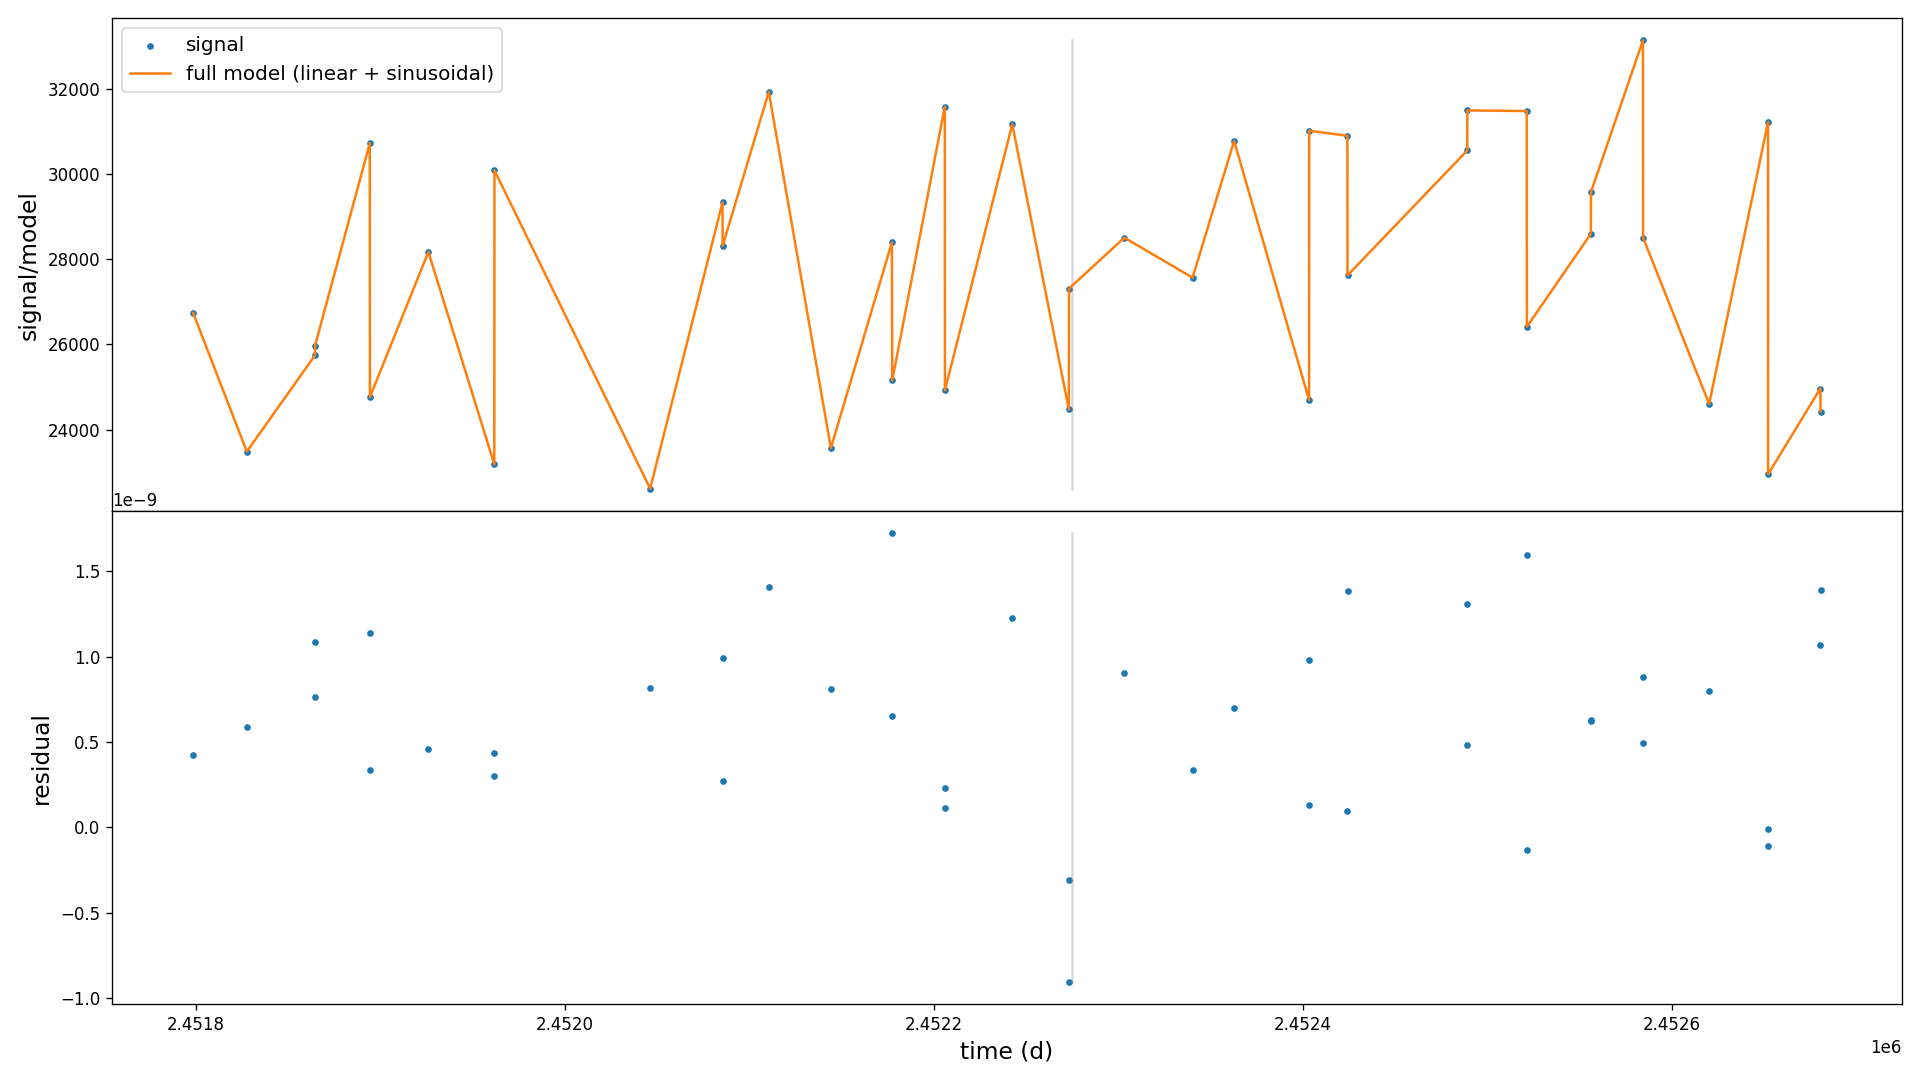 signal
full model (linear + sinusoidal)
32000
30000
28000
26000
24000
signal/model
1e−9
1.5
1.0
0.5
0.0
−0.5
−1.0
residual
2.4518
2.4520
2.4522
2.4524
2.4526
1e6
time (d)